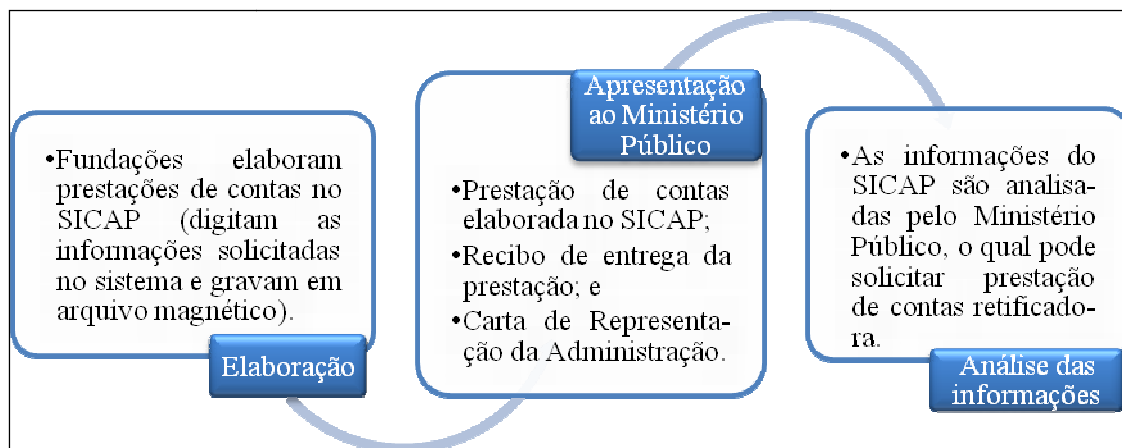 •Fundações elaboram
prestações de contas no
SICAP (digitam as
informações solicitadas
no sistema e gravam em
arquivo magnético).
Elaboração
Apresentação
ao Ministério
Público
•Prestação de contas
elaborada no SICAP;
•Recibo de entrega da
prestação; e
•Carta de Representa-
ção da Administração.
•As informações do
SICAP são analisa-
das pelo Ministério
Público, o qual pode
solicitar prestação
de contas retificado-
ra.
Análise das
informações